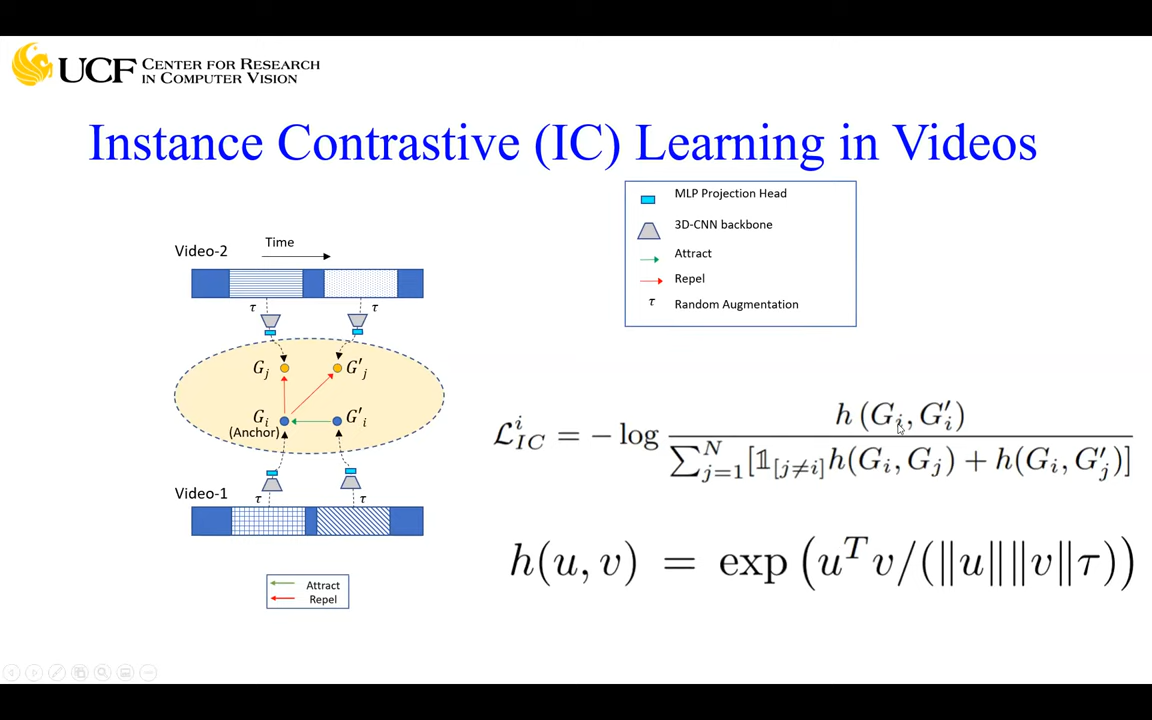 UCF CENTER FOR RESEARCH
IN COMPUTER VISION
Instance Contrastive (IC) Learning in Videos
MLP Projection Head
3D-CNN backbone
Attract
Repel
τ Random Augmentation
Video-2
Time
τ τ
G_j G'_j
G_i G'_i
(Anchor)
Video-1
τ τ
Attract
Repel
ℒ^i_{IC} = − log h (G_i, G'_i) / ∑^N_{j=1}[𝟙_{[j≠i]}h(G_i, G_j) + h(G_i, G'_j)]
h(u, v) = exp (u^T v/(‖u‖‖v‖τ))